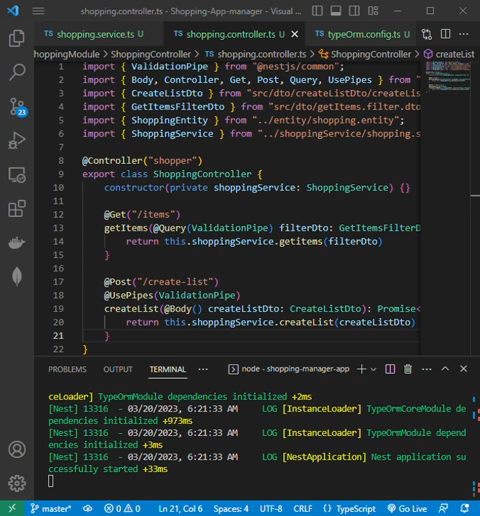 shopping.controller.ts - Shopping-App-manager - Visual ...
shopping.service.ts U
shopping.controller.ts U
typeOrm.config.ts U
hoppingModule > ShoppingController > shopping.controller.ts > ShoppingController > createList
1 import { ValidationPipe } from "@nestjs/common";
2 import { Body, Controller, Get, Post, Query, UsePipes } from "
3 import { CreateListDto } from "src/dto/createListDto/createLis
4 import { GetItemsFilterDto } from "src/dto/getItems.filter.dto
5 import { ShoppingEntity } from "../entity/shopping.entity";
6 import { ShoppingService } from "../shoppingService/shopping.s
7
8 @Controller("shopper")
9 export class ShoppingController {
10 constructor(private shoppingService: ShoppingService) {}
11
12 @Get("/items")
13 getItems(@Query(ValidationPipe) filterDto: GetItemsFilterD
14 return this.shoppingService.getitems(filterDto)
15 }
16
17 @Post("/create-list")
18 @UsePipes(ValidationPipe)
19 createList(@Body() createListDto: CreateListDto): Promise<
20 return this.shoppingService.createList(createListDto)
21 }
22 }
PROBLEMS OUTPUT TERMINAL ... node - shopping-manager-app
ceLoader] TypeOrmModule dependencies initialized +2ms
[Nest] 13316 - 03/20/2023, 6:21:33 AM LOG [InstanceLoader] TypeOrmCoreModule de
pendencies initialized +973ms
[Nest] 13316 - 03/20/2023, 6:21:33 AM LOG [InstanceLoader] TypeOrmModule depend
encies initialized +3ms
[Nest] 13316 - 03/20/2023, 6:21:33 AM LOG [NestApplication] Nest application su
ccessfully started +33ms
23
master* 0 0 Ln 21, Col 6 Spaces: 4 UTF-8 CRLF {} TypeScript Go Live